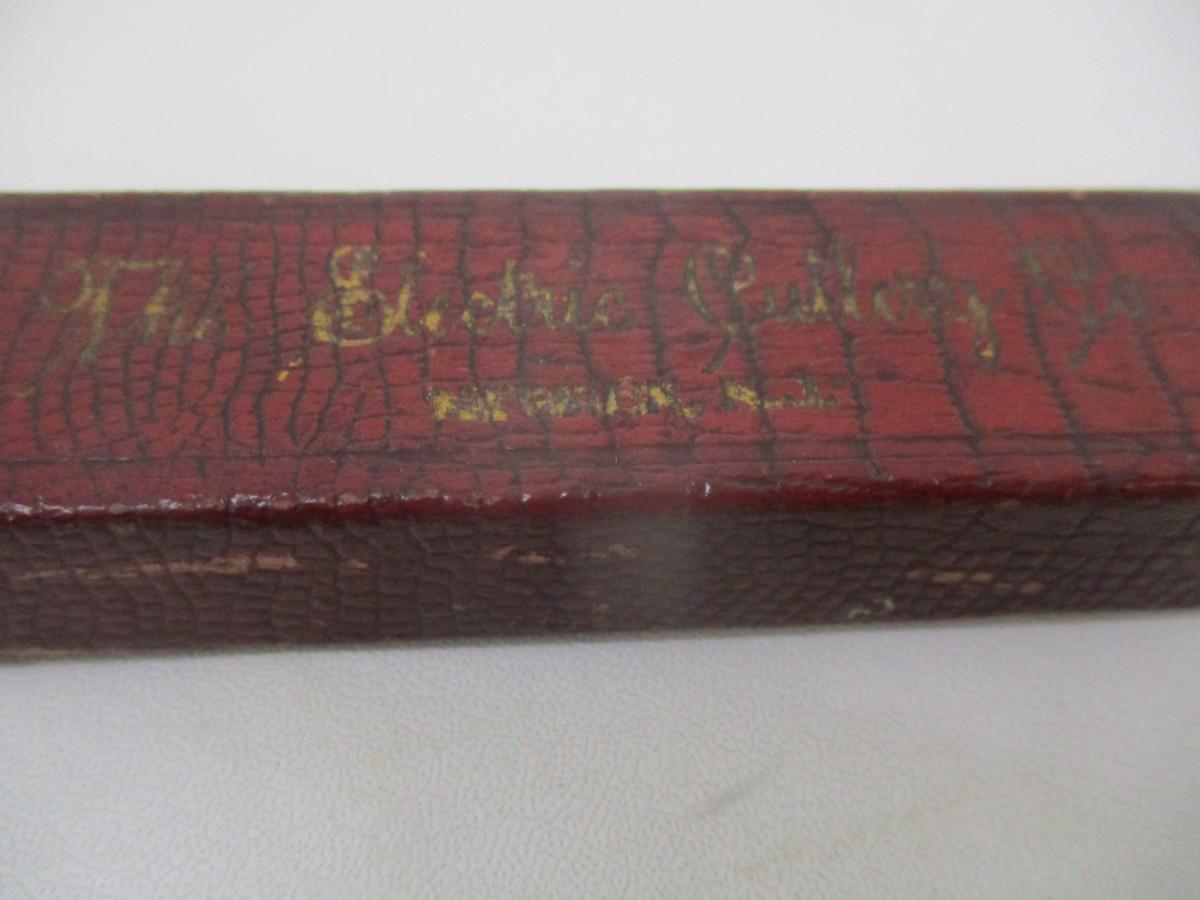 The Electric Cutlery Co
NEWARK, N.J.